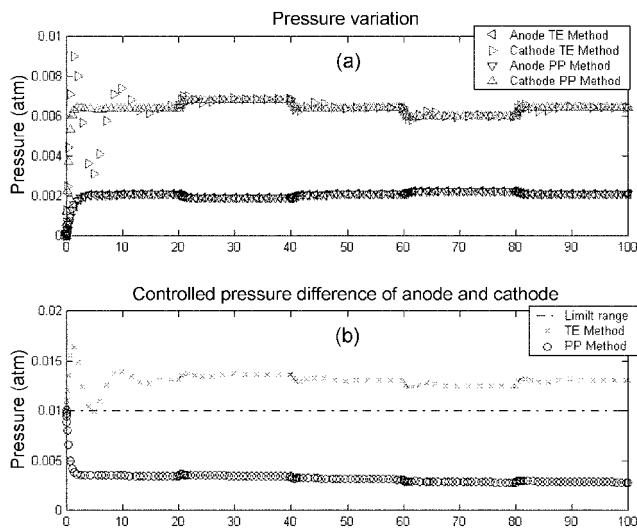 Pressure variation
0.01
0.008
0.006
0.004
0.002
0
Pressure (atm)
(a)
Anode TE Method
Cathode TE Method
Anode PP Method
Cathode PP Method
0 10 20 30 40 50 60 70 80 90 100
Controlled pressure difference of anode and cathode
0.02
0.015
0.01
0.005
0
Pressure (atm)
(b)
Limilt range
TE Method
PP Method
0 10 20 30 40 50 60 70 80 90 100